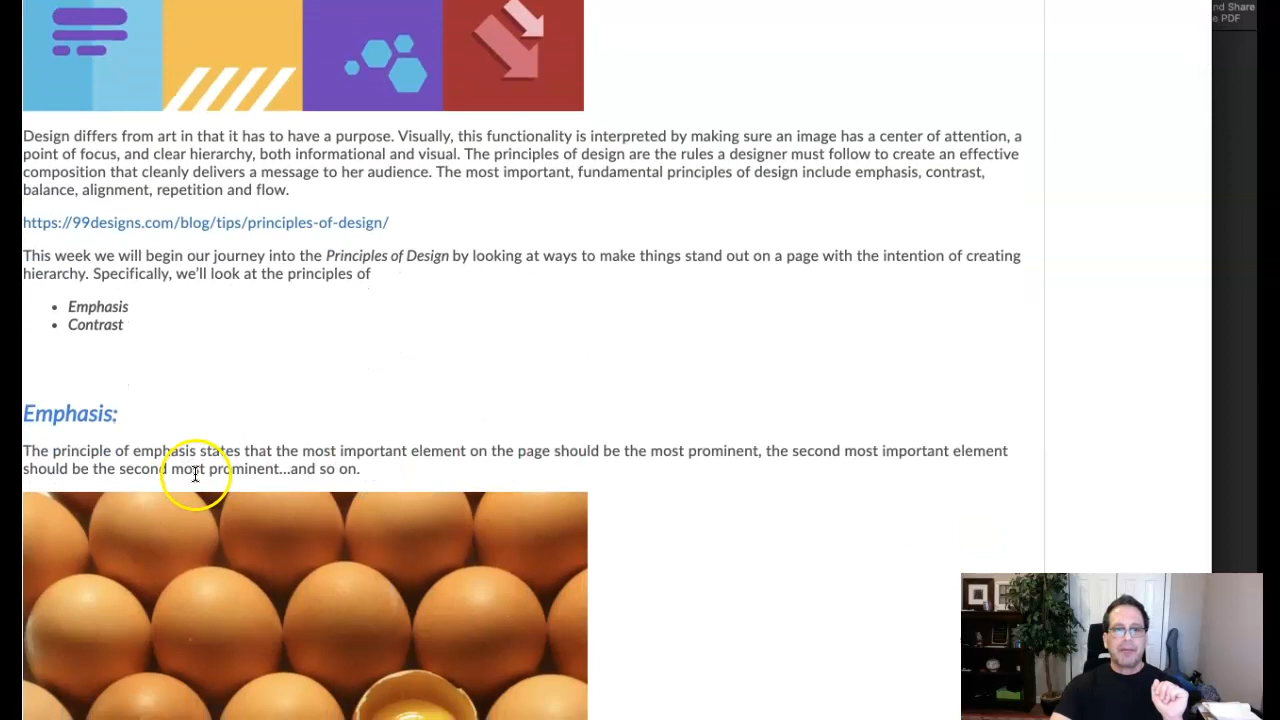 nd Share
e PDF
Design differs from art in that it has to have a purpose. Visually, this functionality is interpreted by making sure an image has a center of attention, a
point of focus, and clear hierarchy, both informational and visual. The principles of design are the rules a designer must follow to create an effective
composition that cleanly delivers a message to her audience. The most important, fundamental principles of design include emphasis, contrast,
balance, alignment, repetition and flow.
https://99designs.com/blog/tips/principles-of-design/
This week we will begin our journey into the Principles of Design by looking at ways to make things stand out on a page with the intention of creating
hierarchy. Specifically, we'll look at the principles of
• Emphasis
• Contrast
Emphasis:
The principle of emphasis states that the most important element on the page should be the most prominent, the second most important element
should be the second most prominent...and so on.